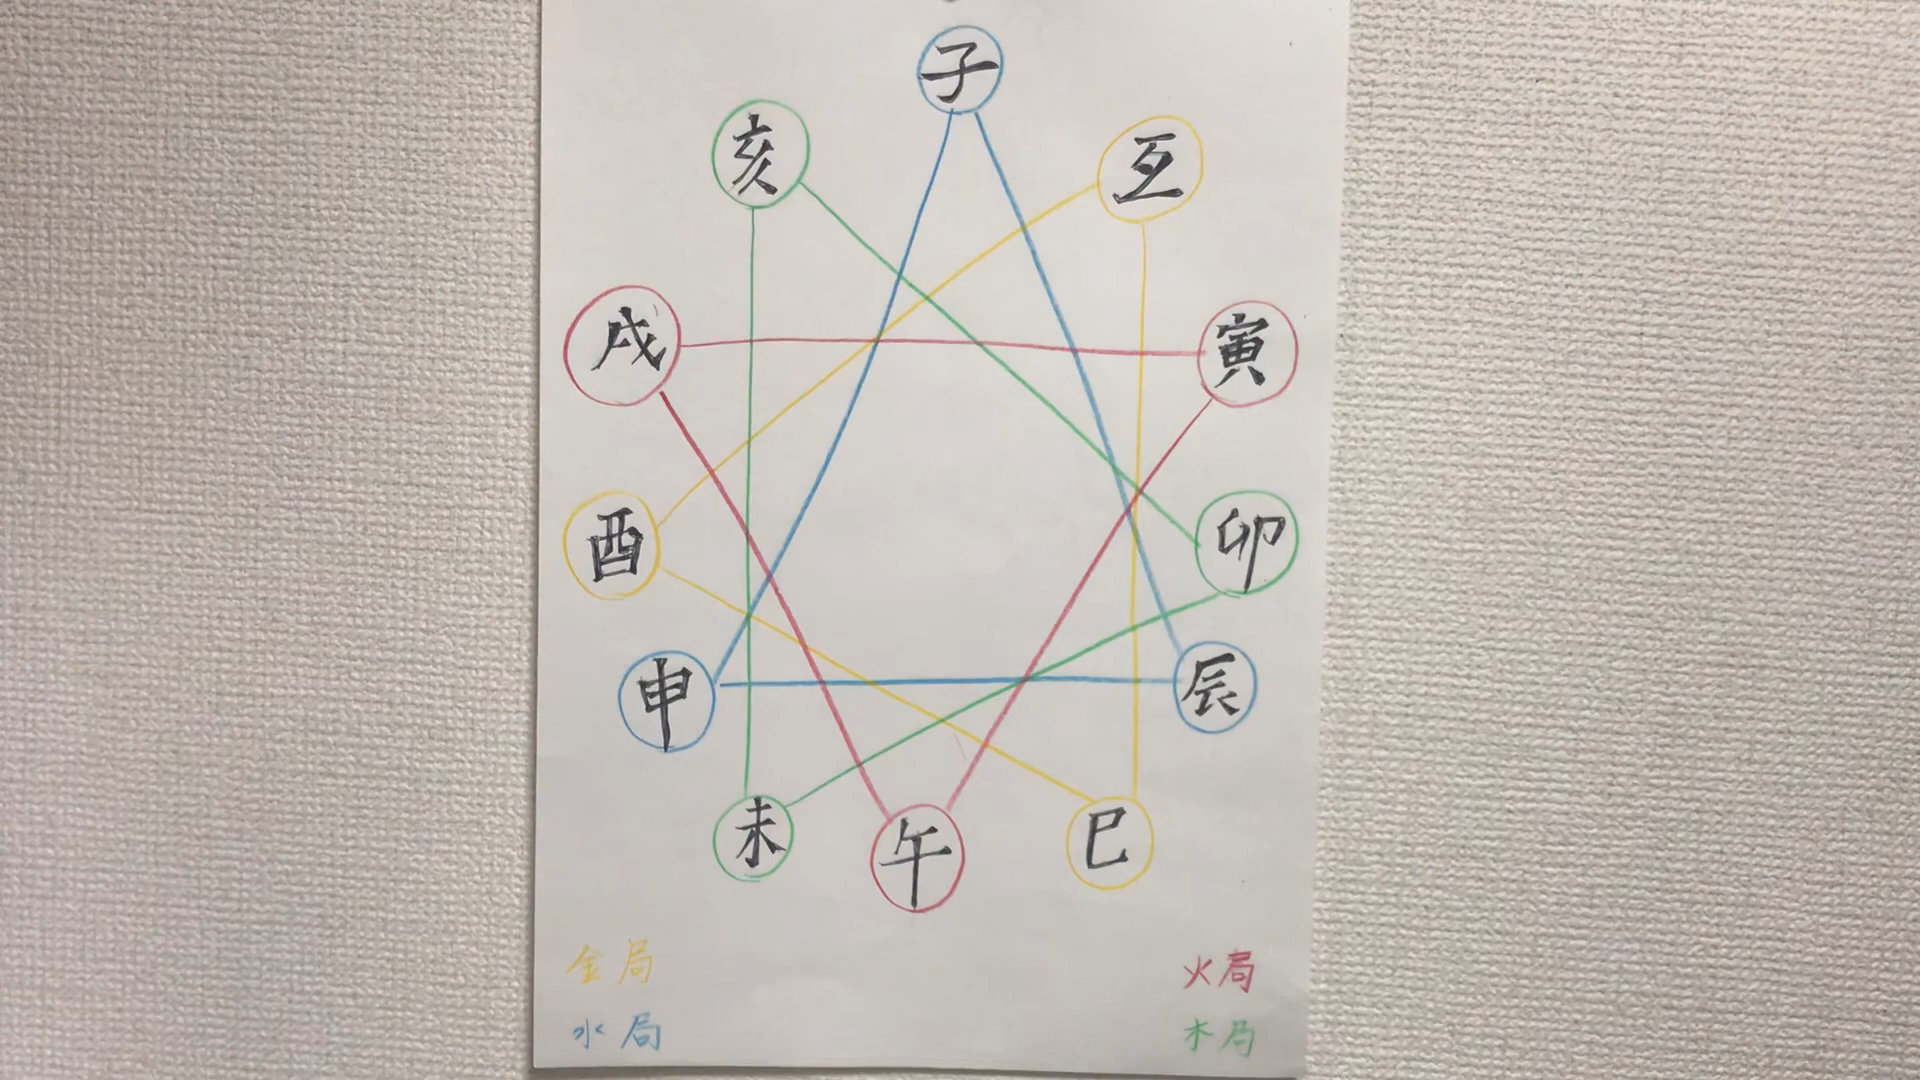 子
亥
互
戌
寅
酉
卯
申
辰
未
午
巳
金局
火局
水局
木局